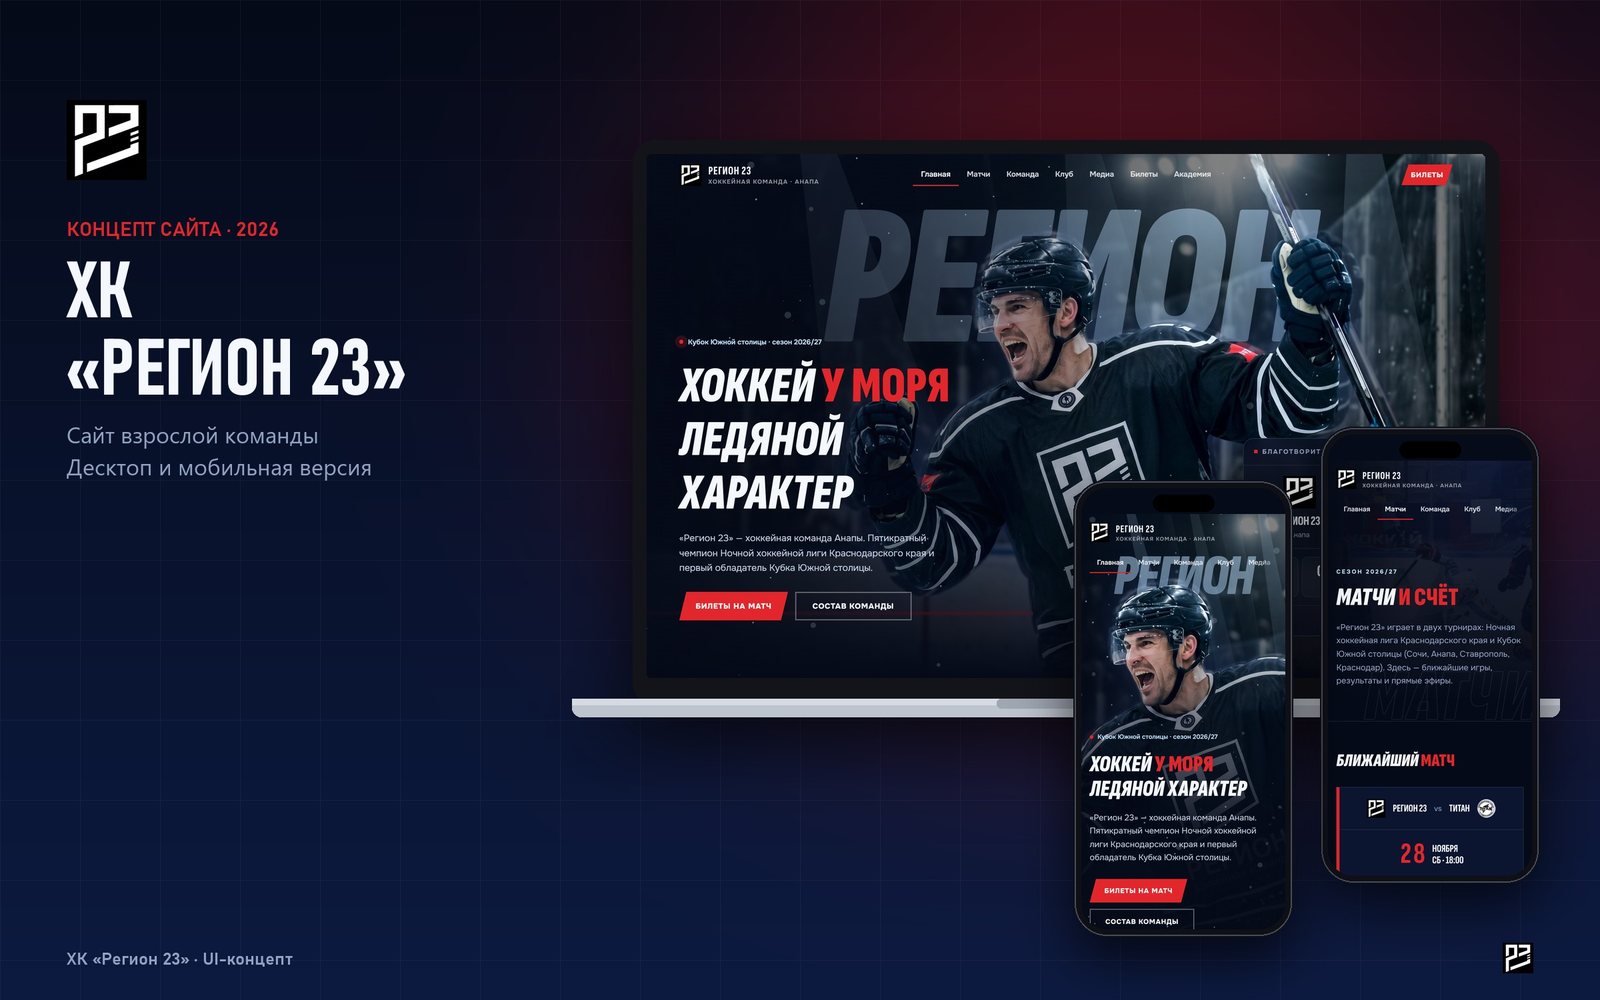 КОНЦЕПТ САЙТА · 2026
ХК
«РЕГИОН 23»
Сайт взрослой команды
Десктоп и мобильная версия
ХК «Регион 23» · UI-концепт
РЕГИОН 23
ХОККЕЙНАЯ КОМАНДА · АНАПА
Главная Матчи Команда Клуб Медиа Билеты Академия
БИЛЕТЫ
РЕГИОН
Кубок Южной столицы · сезон 2026/27
ХОККЕЙ У МОРЯ
ЛЕДЯНОЙ
ХАРАКТЕР
«Регион 23» — хоккейная команда Анапы. Пятикратный
чемпион Ночной хоккейной лиги Краснодарского края и
первый обладатель Кубка Южной столицы.
БИЛЕТЫ НА МАТ�ч
СОСТАВ КОМАНДЫ
РЕГИОН 23
ХОККЕЙНАЯ КОМАНДА · АНАПА
Главная Матчи Команда Клуб Медиа
РЕГИОН
Кубок Южной столицы · сезон 2026/27
ХОККЕЙ У МОРЯ
ЛЕДЯНОЙ ХАРАКТЕР
«Регион 23» — хоккейная команда Анапы.
Пятикратный чемпион Ночной хоккейной
лиги Краснодарского края и первый
обладатель Кубка Южной столицы.
БИЛЕТЫ НА МАТЧ
СОСТАВ КОМАНДЫ
РЕГИОН 23
ХОККЕЙНАЯ КОМАНДА · АНАПА
Главная Матчи Команда Клуб Медиа
СЕЗОН 2026/27
МАТЧИ И СЧЁТ
«Регион 23» играет в двух турнирах: Ночная
хоккейная лига Краснодарского края и Кубок
Южной столицы (Сочи, Анапа, Ставрополь,
Краснодар). Здесь — ближайшие игры,
результаты и прямые эфиры.
МАТЧИ
БЛИЖАЙШИЙ МАТЧ
РЕГИОН 23 VS ТИТАН
28 НОЯБРЯ
СБ · 18:00